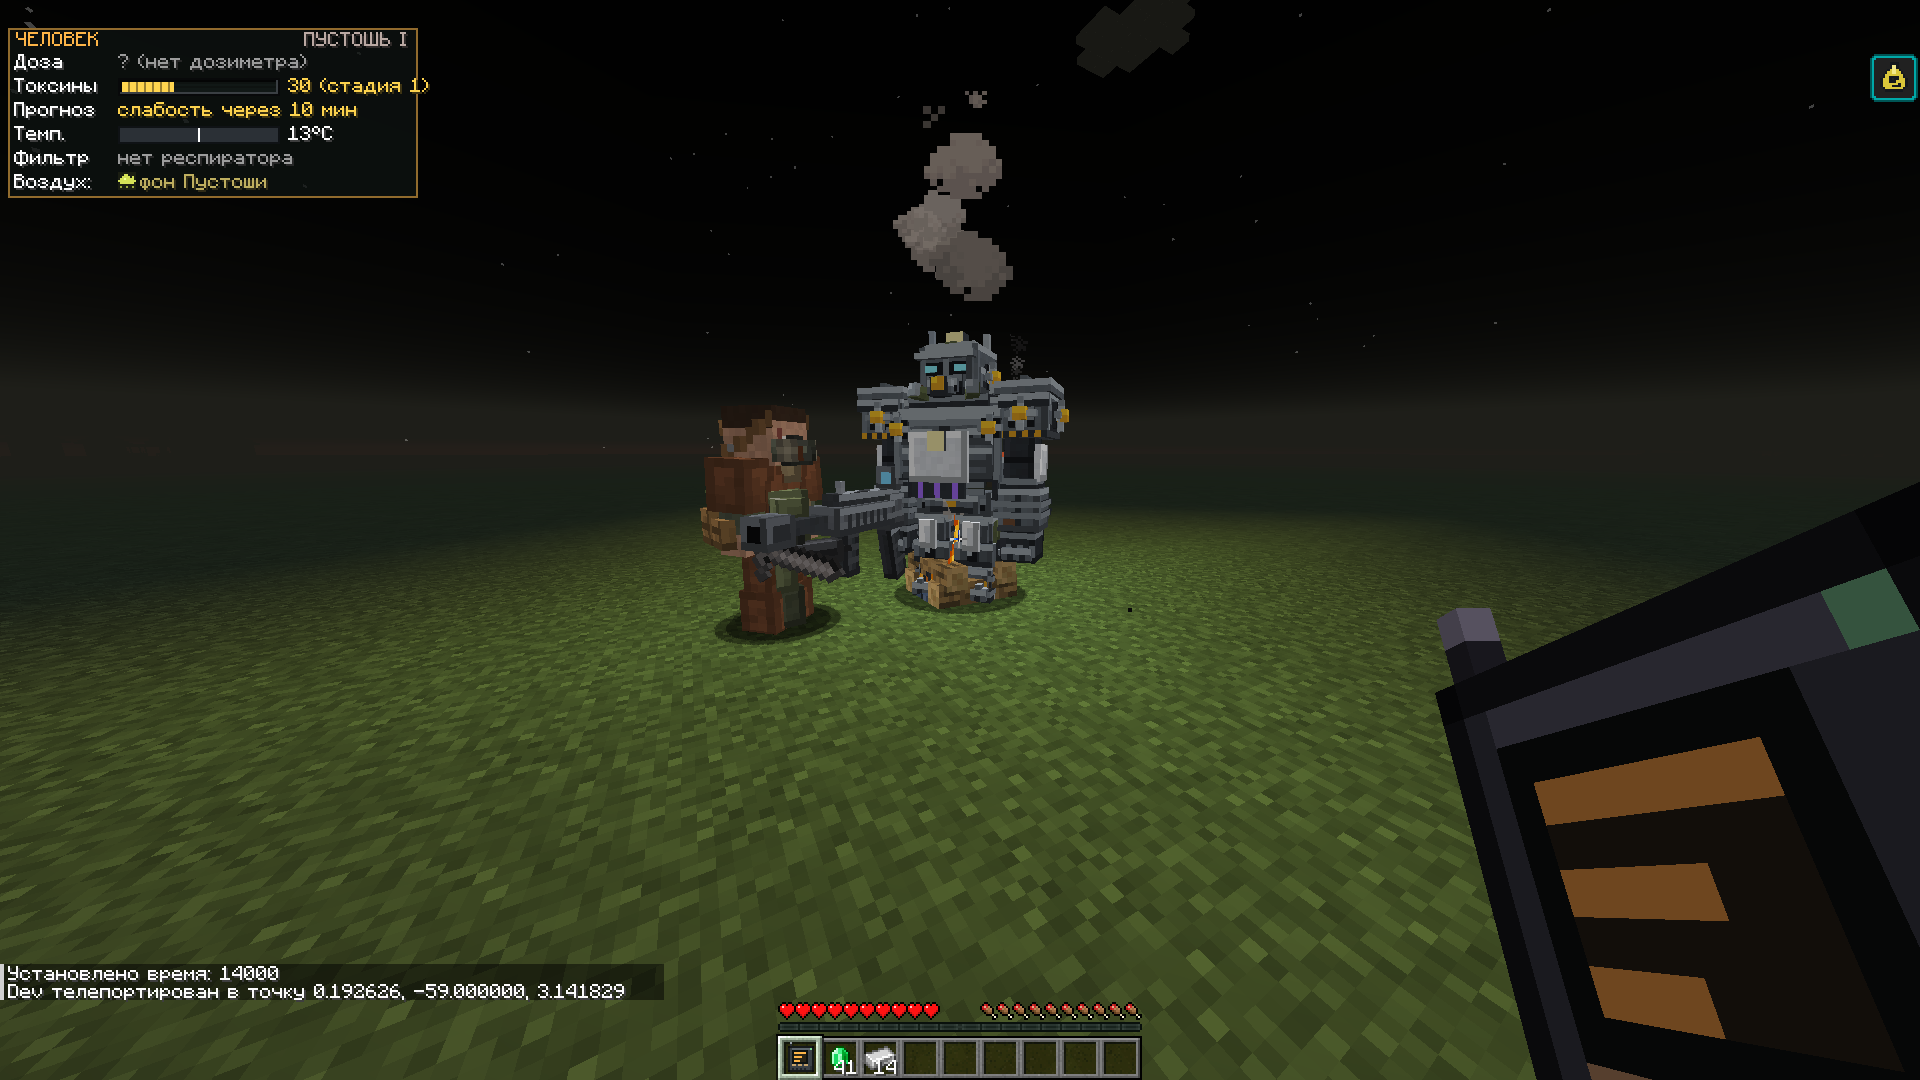 ЧЕЛОВЕК ПУСТОШЬ I
Доза ? (нет дозиметра)
Токсины 30 (стадия 1)
Прогноз слабость через 10 мин
Темп. 13°C
Фильтр нет респиратора
Воздух: фон Пустоши
Установлено время: 14000
Dev телепортирован в точку 0.192626, -59.000000, 3.141829
41 14